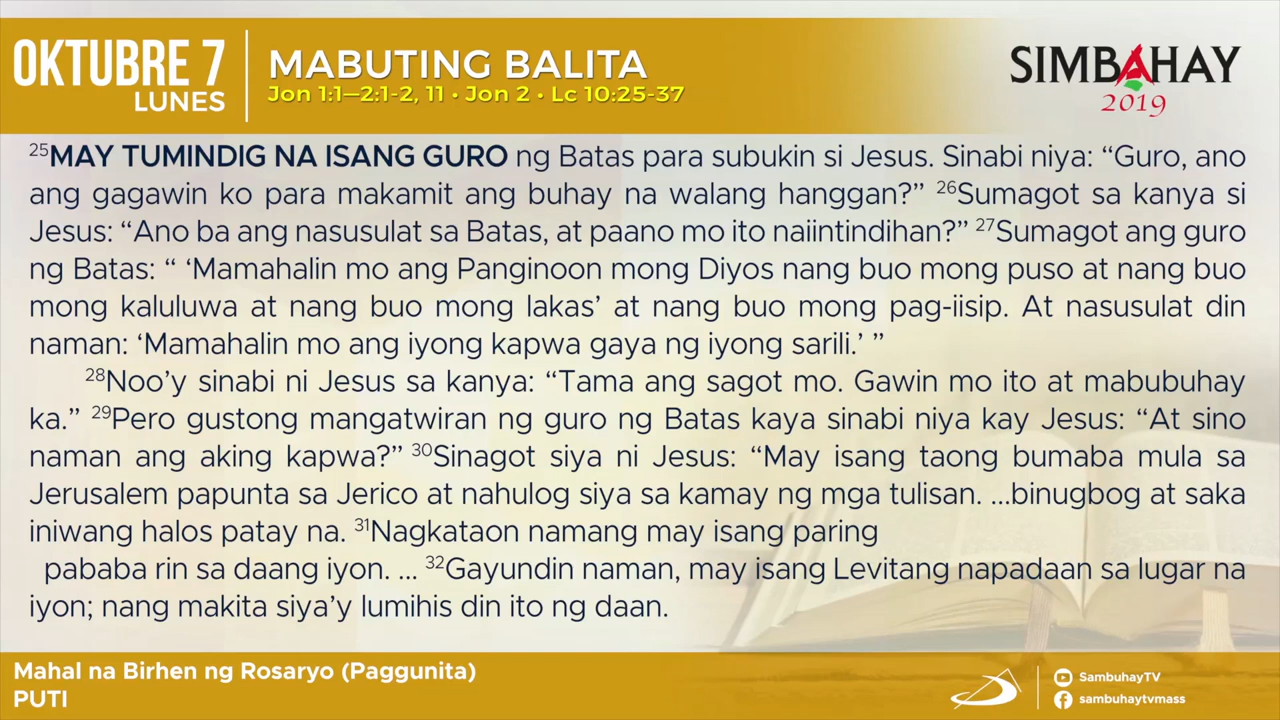 OKTUBRE 7
LUNES
MABUTING BALITA
Jon 1:1—2:1-2, 11 • Jon 2 • Lc 10:25-37
SIMBAHAY
2019
25MAY TUMINDIG NA ISANG GURO ng Batas para subukin si Jesus. Sinabi niya: “Guro, ano
ang gagawin ko para makamit ang buhay na walang hanggan?” 26Sumagot sa kanya si
Jesus: “Ano ba ang nasusulat sa Batas, at paano mo ito naiintindihan?” 27Sumagot ang guro
ng Batas: “ ‘Mamahalin mo ang Panginoon mong Diyos nang buo mong puso at nang buo
mong kaluluwa at nang buo mong lakas’ at nang buo mong pag-iisip. At nasusulat din
naman: ‘Mamahalin mo ang iyong kapwa gaya ng iyong sarili.’ ”
28Noo’y sinabi ni Jesus sa kanya: “Tama ang sagot mo. Gawin mo ito at mabubuhay
ka.” 29Pero gustong mangatwiran ng guro ng Batas kaya sinabi niya kay Jesus: “At sino
naman ang aking kapwa?” 30Sinagot siya ni Jesus: “May isang taong bumaba mula sa
Jerusalem papunta sa Jerico at nahulog siya sa kamay ng mga tulisan. ...binugbog at saka
iniwang halos patay na. 31Nagkataon namang may isang paring
pababa rin sa daang iyon. ... 32Gayundin naman, may isang Levitang napadaan sa lugar na
iyon; nang makita siya’y lumihis din ito ng daan.
Mahal na Birhen ng Rosaryo (Paggunita)
PUTI
SambuhayTV
sambuhaytvmass